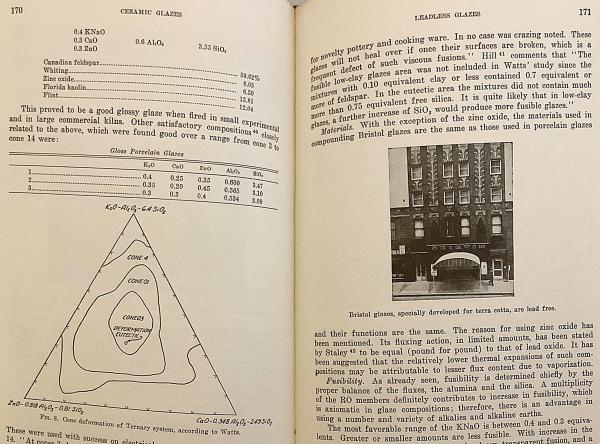 170 CERAMIC GLAZES
0.4 KNaO
0.3 CaO 0.6 Al₂O₃ 3.55 SiO₂
0.3 ZnO
Canadian feldspar 59.02%
Whiting 8.03
Zinc oxide 6.50
Florida kaolin 13.81
Flint 12.64
This proved to be a good glossy glaze when fired in small experimental
and in large commercial kilns. Other satisfactory compositions⁴⁰ closely
related to the above, which were found good over a range from cone 3 to
cone 14 were:
Gloss Porcelain Glazes
K₂O CaO ZnO Al₂O₃ SiO₂
1 0.4 0.25 0.35 0.600 3.47
2 0.35 0.20 0.45 0.565 3.10
3 0.3 0.3 0.4 0.534 3.00
K₂O-Al₂O₃-6.4 SiO₂
CONE 4
CONE 01
CONE 03
DEFORMATION
EUTECTIC
ZnO-0.918 Al₂O₃-0.81 SiO₂
CaO-0.348 Al₂O₃-2.49 SiO₂
FIG. 8. Cone deformation of Ternary system, according to Watts.
These were used with success on electrical
14. "At cones 3, 4
LEADLESS GLAZES 171
for novelty pottery and cooking ware. In no case was crazing noted. These
glazes will not heal over if once their surfaces are broken, which is a
frequent defect of such viscous fusions." Hill⁴¹ comments that "The
fusible low-clay glazes area was not included in Watts' study since the
mixtures with 0.10 equivalent clay or less contained 0.7 equivalent or
more of feldspar. In the eutectic area the mixtures did not contain much
more than 0.75 equivalent free silica. It is quite likely that in low-clay
glazes, a further increase of SiO₂ would produce more fusible glazes."
Materials. With the exception of the zinc oxide, the materials used in
compounding Bristol glazes are the same as those used in porcelain glazes
Bristol glazes, specially developed for terra cotta, are lead free.
and their functions are the same. The reason for using zinc oxide has
been mentioned. Its fluxing action, in limited amounts, has been stated
by Staley⁴² to be equal (pound for pound) to that of lead oxide. It has
been suggested that the relatively lower thermal expansions of such com-
positions may be attributable to lesser flux content due to vaporization.
Fusibility. As already seen, fusibility is determined chiefly by the
proper balance of the fluxes, the alumina and the silica. A multiplicity
of the RO members definitely contributes to fusibility, a fact which
is axiomatic in glaze compositions; therefore, there is an advantage in
using a number and variety of alkalies and alkaline earths.
The most favorable range of the KNaO is between 0.4 and 0.3 equiva-
lents. Greater or smaller amounts are less fusible. With increase in the
transparent fusion, and a